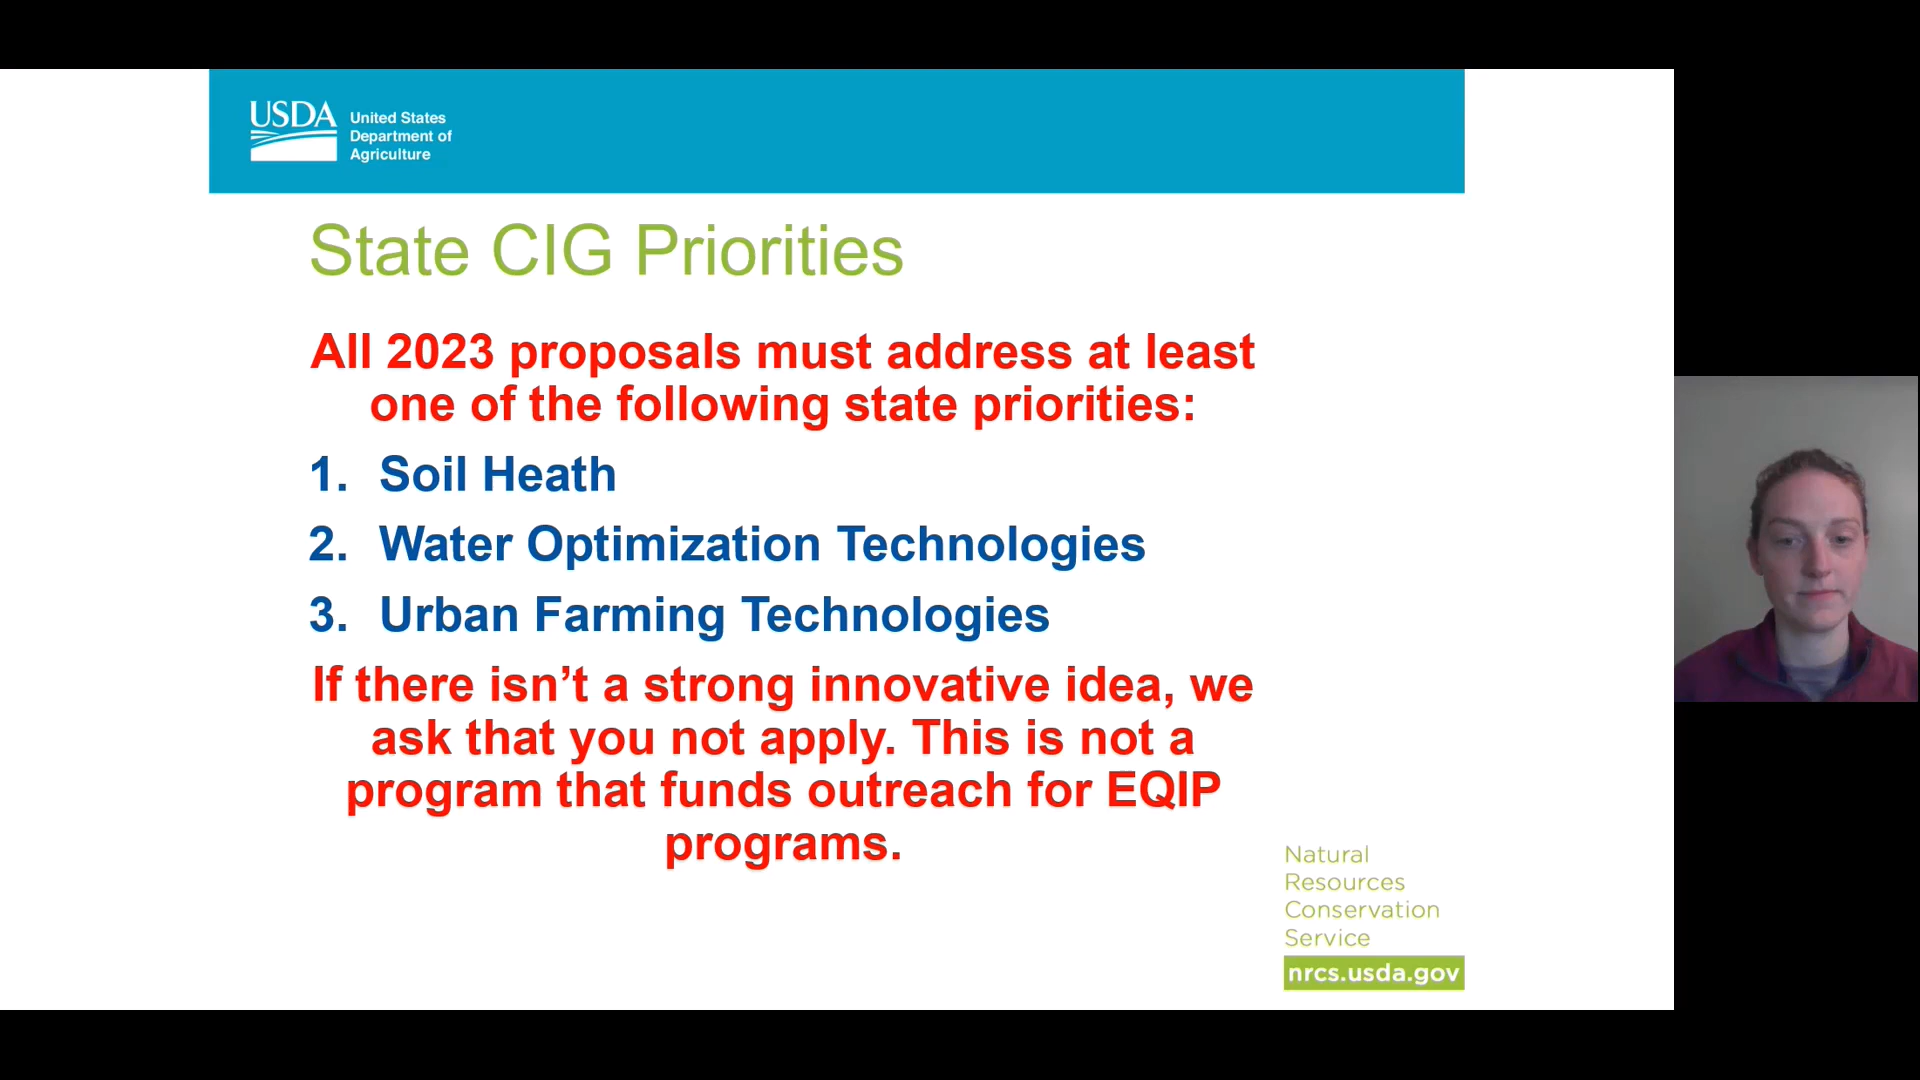 USDA
United States
Department of
Agriculture
State CIG Priorities
All 2023 proposals must address at least
one of the following state priorities:
1. Soil Heath
2. Water Optimization Technologies
3. Urban Farming Technologies
If there isn’t a strong innovative idea, we
ask that you not apply. This is not a
program that funds outreach for EQIP
programs.
Natural
Resources
Conservation
Service
nrcs.usda.gov